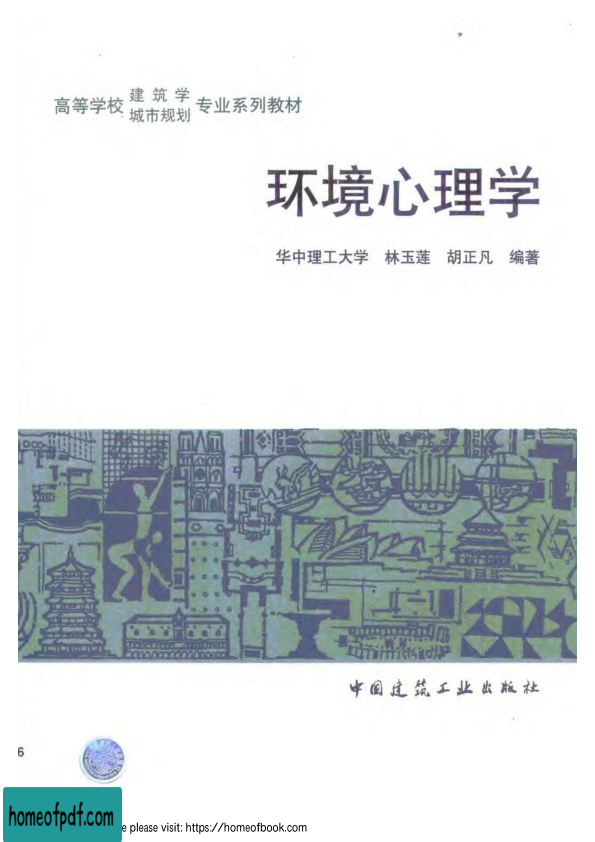 高等学校 建筑学 城市规划 专业系列教材
环境心理学
华中理工大学 林玉莲 胡正凡 编著
中国建筑工业出版社
6
homeofpdf.com
e please visit: https://homeofbook.com